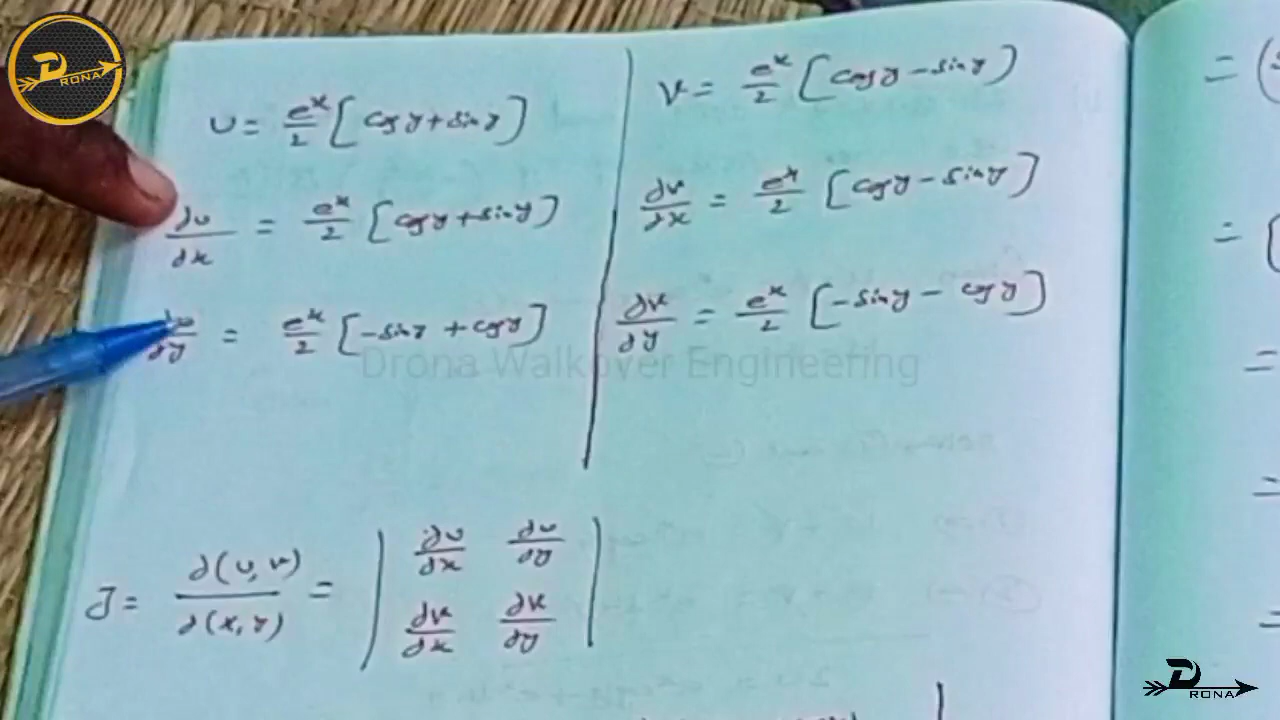 DRONA
U = e^x/2 [cos y + sin y]
∂u/∂x = e^x/2 [cos y + sin y]
∂u/∂y = e^x/2 [-sin y + cos y]
V = e^x/2 [cos y - sin y]
∂v/∂x = e^x/2 [cos y - sin y]
∂v/∂y = e^x/2 [-sin y - cos y]
Drona Walkover Engineering
J = ∂(u,v)/∂(x,y) = | ∂u/∂x ∂u/∂y
∂v/∂x ∂v/∂y |
=
=
=
=
=
DRONA